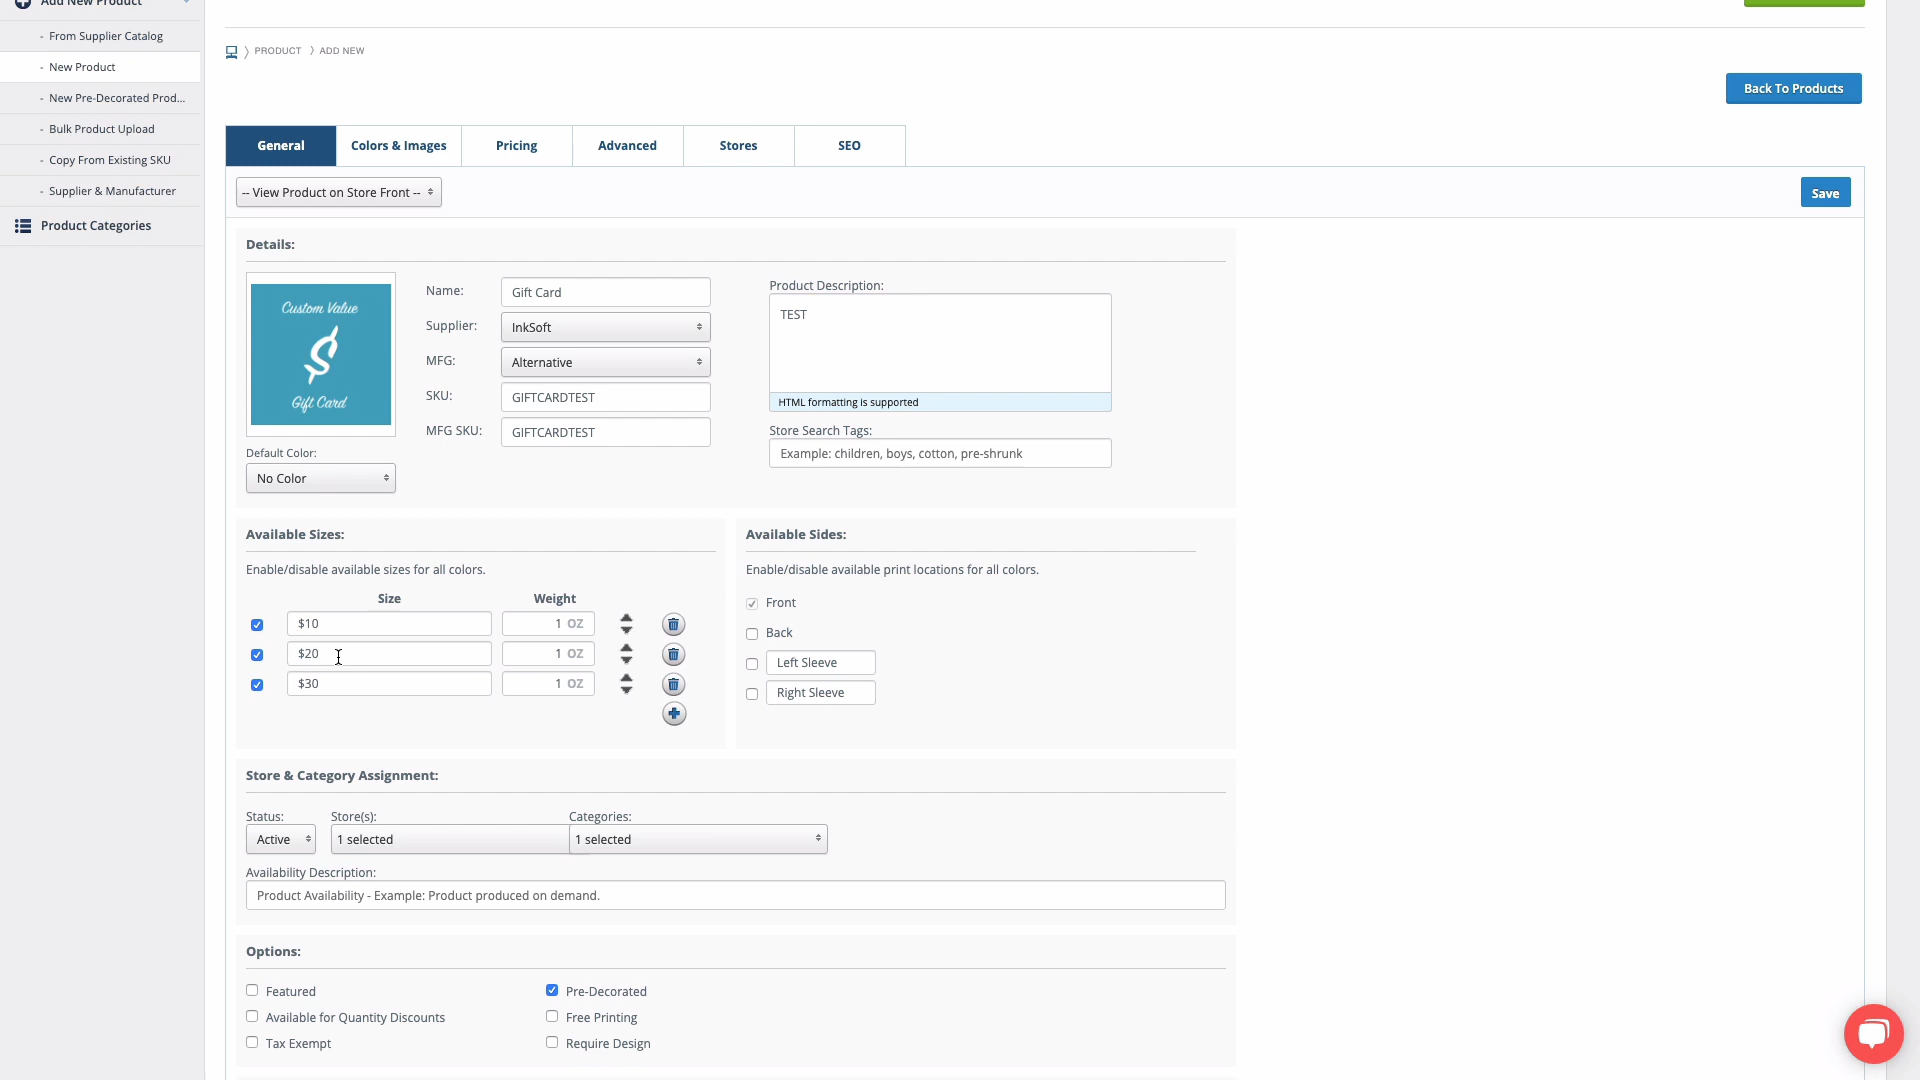 Add New Product
- From Supplier Catalog
- New Product
- New Pre-Decorated Prod...
- Bulk Product Upload
- Copy From Existing SKU
- Supplier & Manufacturer
Product Categories
PRODUCT > ADD NEW
Back To Products
General Colors & Images Pricing Advanced Stores SEO
-- View Product on Store Front --
Save
Details:
Custom Value
$
Gift Card
Default Color:
No Color
Name: Gift Card
Supplier: InkSoft
MFG: Alternative
SKU: GIFTCARDTEST
MFG SKU: GIFTCARDTEST
Product Description:
TEST
HTML formatting is supported
Store Search Tags:
Example: children, boys, cotton, pre-shrunk
Available Sizes:
Enable/disable available sizes for all colors.
Size Weight
$10 1 OZ
$20 1 OZ
$30 1 OZ
Available Sides:
Enable/disable available print locations for all colors.
Front
Back
Left Sleeve
Right Sleeve
Store & Category Assignment:
Status: Store(s): Categories:
Active 1 selected 1 selected
Availability Description:
Product Availability - Example: Product produced on demand.
Options:
Featured Pre-Decorated
Available for Quantity Discounts Free Printing
Tax Exempt Require Design